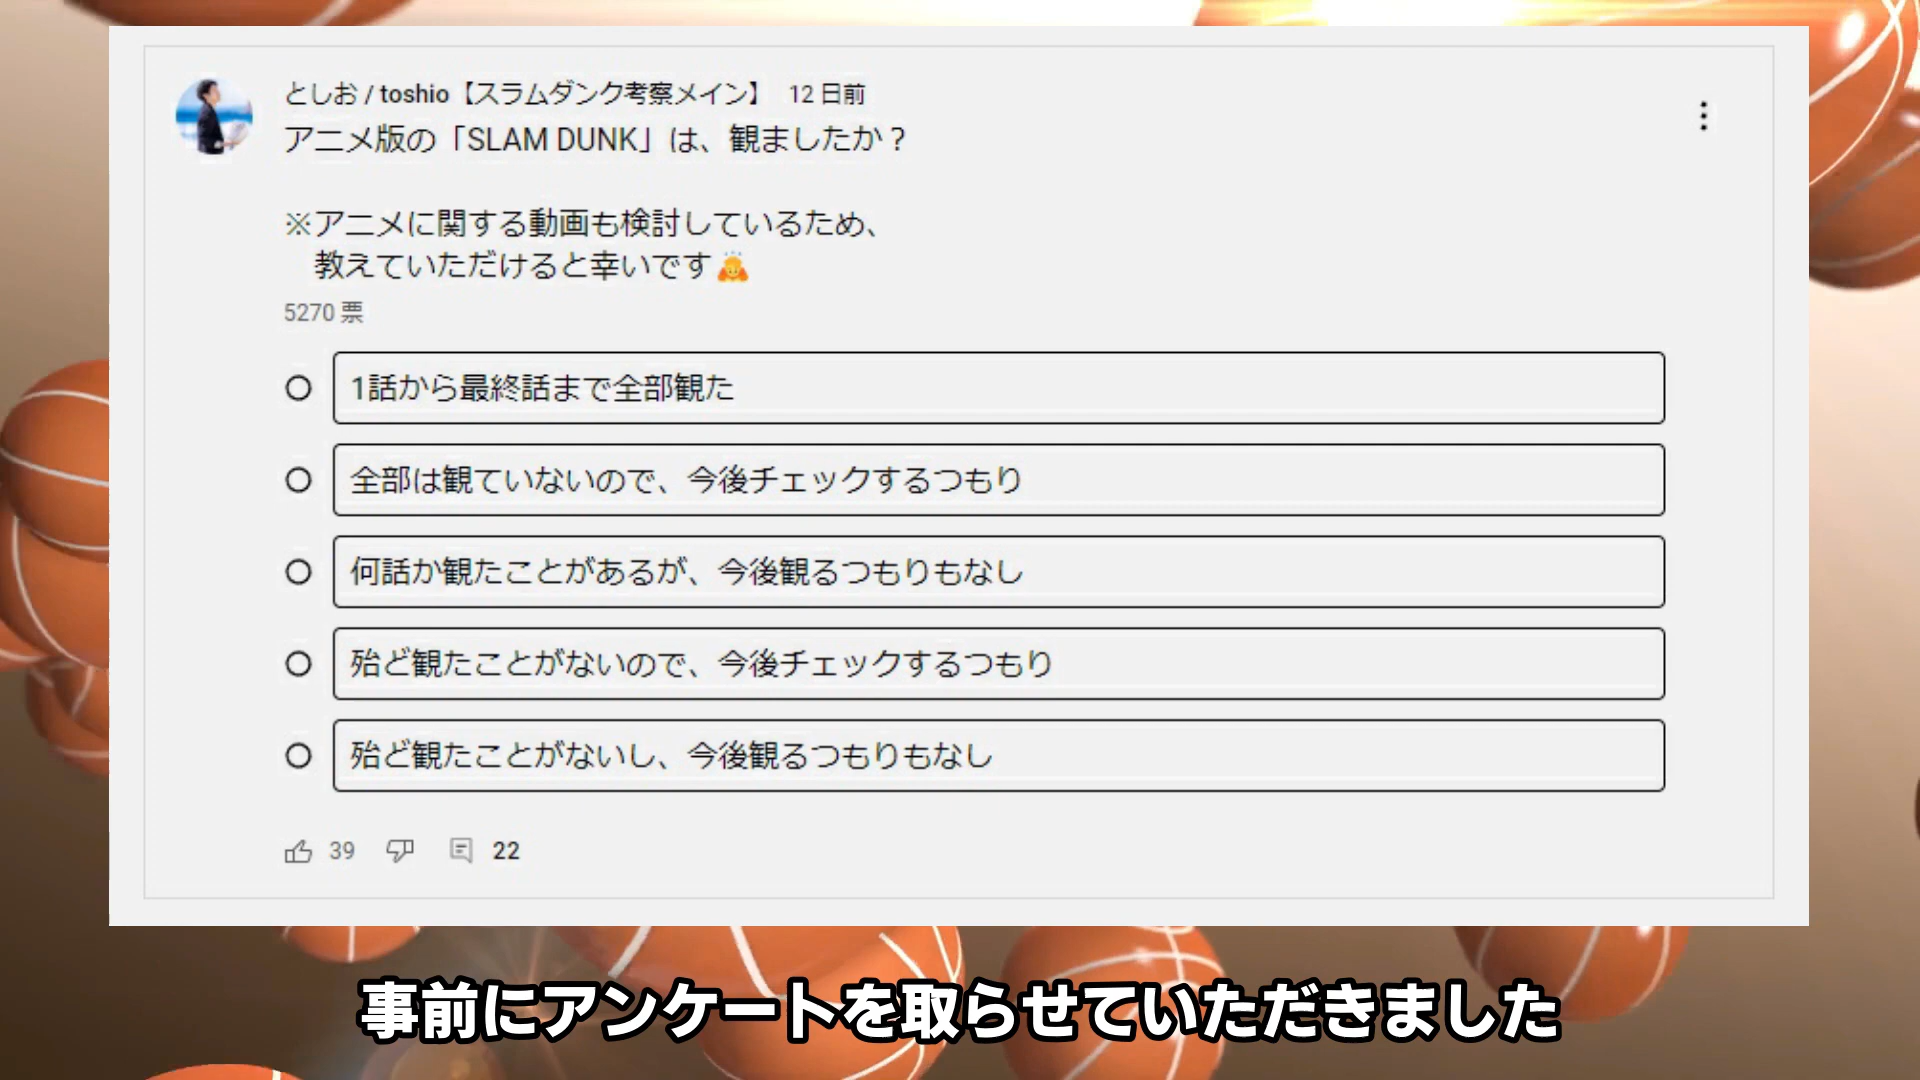 としお / toshio【スラムダンク考察メイン】 12 日前
アニメ版の「SLAM DUNK」は、観ましたか？
※アニメに関する動画も検討しているため、
教えていただけると幸いです🙇
5270 票
1話から最終話まで全部観た
全部は観ていないので、今後チェックするつもり
何話か観たことがあるが、今後観るつもりもなし
殆ど観たことがないので、今後チェックするつもり
殆ど観たことがないし、今後観るつもりもなし
39 22
事前にアンケートを取らせていただきました